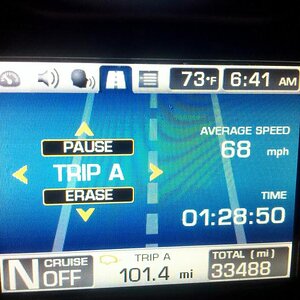 73°F 6:41 AM
PAUSE
TRIP A
ERASE
AVERAGE SPEED
68 mph
TIME
01:28:50
N CRUISE OFF
TRIP A
101.4 mi
TOTAL (mi)
33488